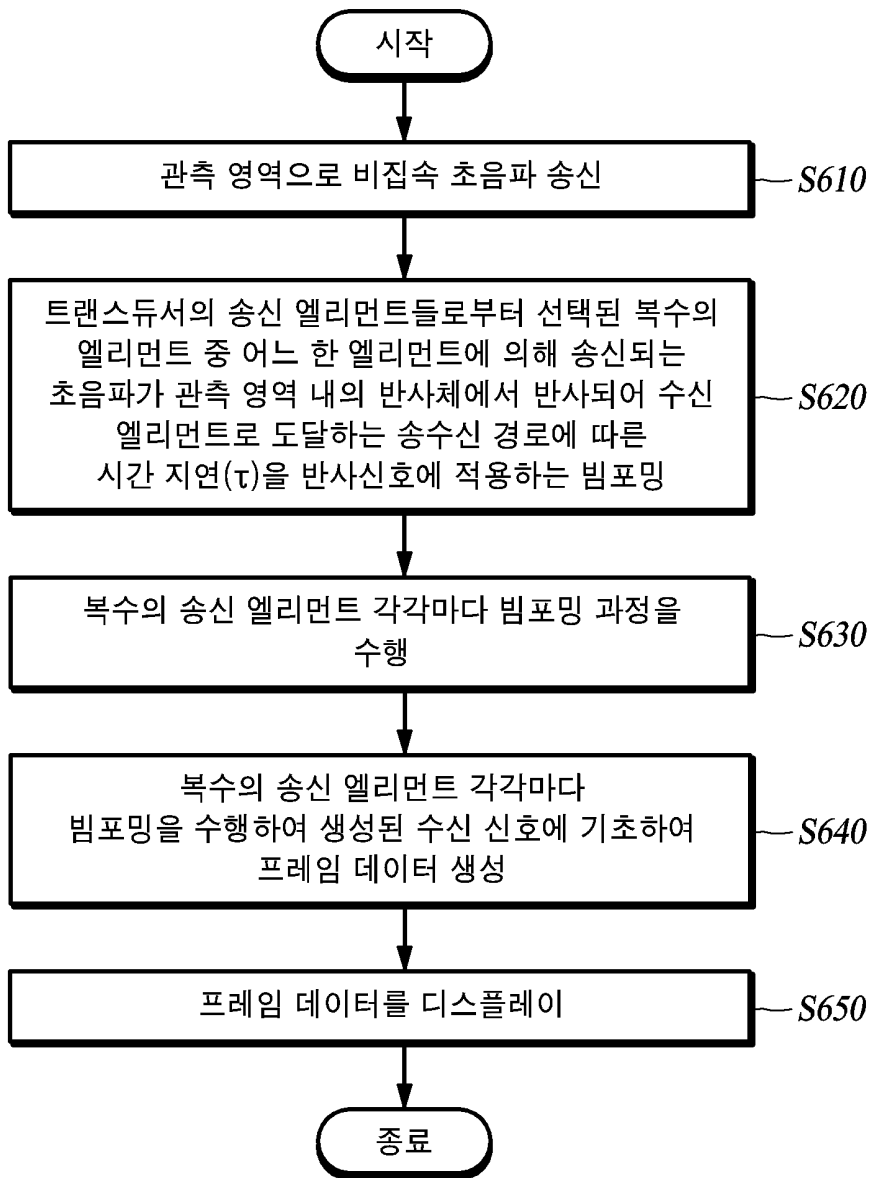 시작
관측 영역으로 비집속 초음파 송신
S610
트랜스듀서의 송신 엘리먼트들로부터 선택된 복수의
엘리먼트 중 어느 한 엘리먼트에 의해 송신되는
초음파가 관측 영역 내의 반사체에서 반사되어 수신
엘리먼트로 도달하는 송수신 경로에 따른
시간 지연(τ)을 반사신호에 적용하는 빔포밍
S620
복수의 송신 엘리먼트 각각마다 빔포밍 과정을
수행
S630
복수의 송신 엘리먼트 각각마다
빔포밍을 수행하여 생성된 수신 신호에 기초하여
프레임 데이터 생성
S640
프레임 데이터를 디스플레이
S650
종료